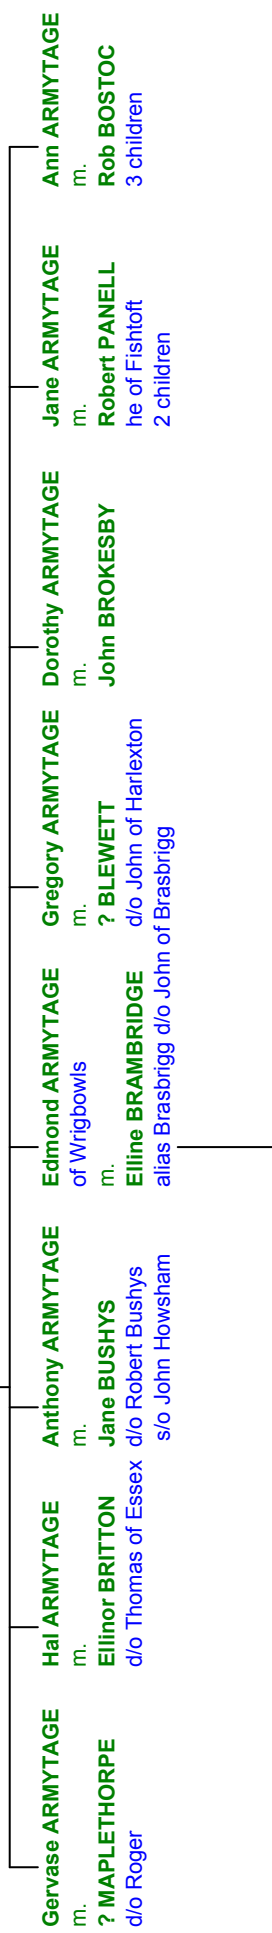 Gervase ARMYTAGE
m.
? MAPLETHORPE
d/o Roger
Hal ARMYTAGE
m.
Ellinor BRITTON
d/o Thomas of Essex
Anthony ARMYTAGE
m.
Jane BUSHYS
d/o Robert Bushys
s/o John Howsham
Edmond ARMYTAGE
of Wrigbowls
m.
Elline BRAMBRIDGE
alias Brasbrigg d/o John of Brasbrigg
Gregory ARMYTAGE
m.
? BLEWETT
d/o John of Harlexton
Dorothy ARMYTAGE
m.
John BROKESBY
Jane ARMYTAGE
m.
Robert PANELL
he of Fishtoft
2 children
Ann ARMYTAGE
m.
Rob BOSTOC
3 children